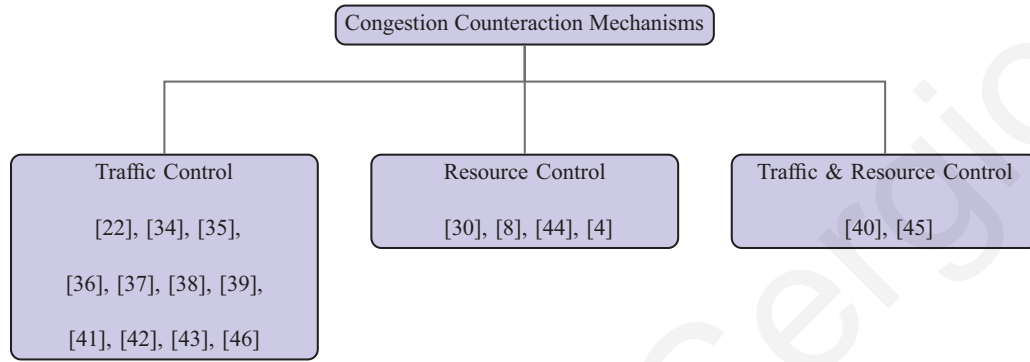 Congestion Counteraction Mechanisms
Traffic Control
[22], [34], [35],
[36], [37], [38], [39],
[41], [42], [43], [46]
Resource Control
[30], [8], [44], [4]
Traffic & Resource Control
[40], [45]